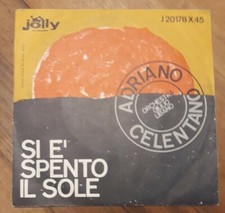 jolly
J 20178 X 45
ADRIANO
CELENTANO
SI E'
SPENTO
IL SOLE